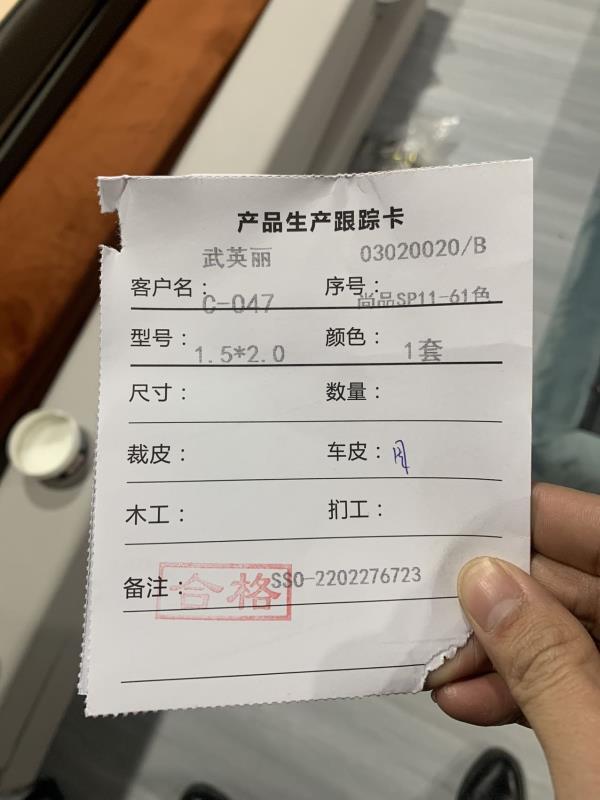 产品生产跟踪卡
武英丽 03020020/B
客户名： 序号：
C-047 尚品SP11-61色
型号： 颜色：
1.5*2.0 1套
尺寸： 数量：
裁皮： 车皮：
木工： 扪工：
备注： SSO-2202276723
合格